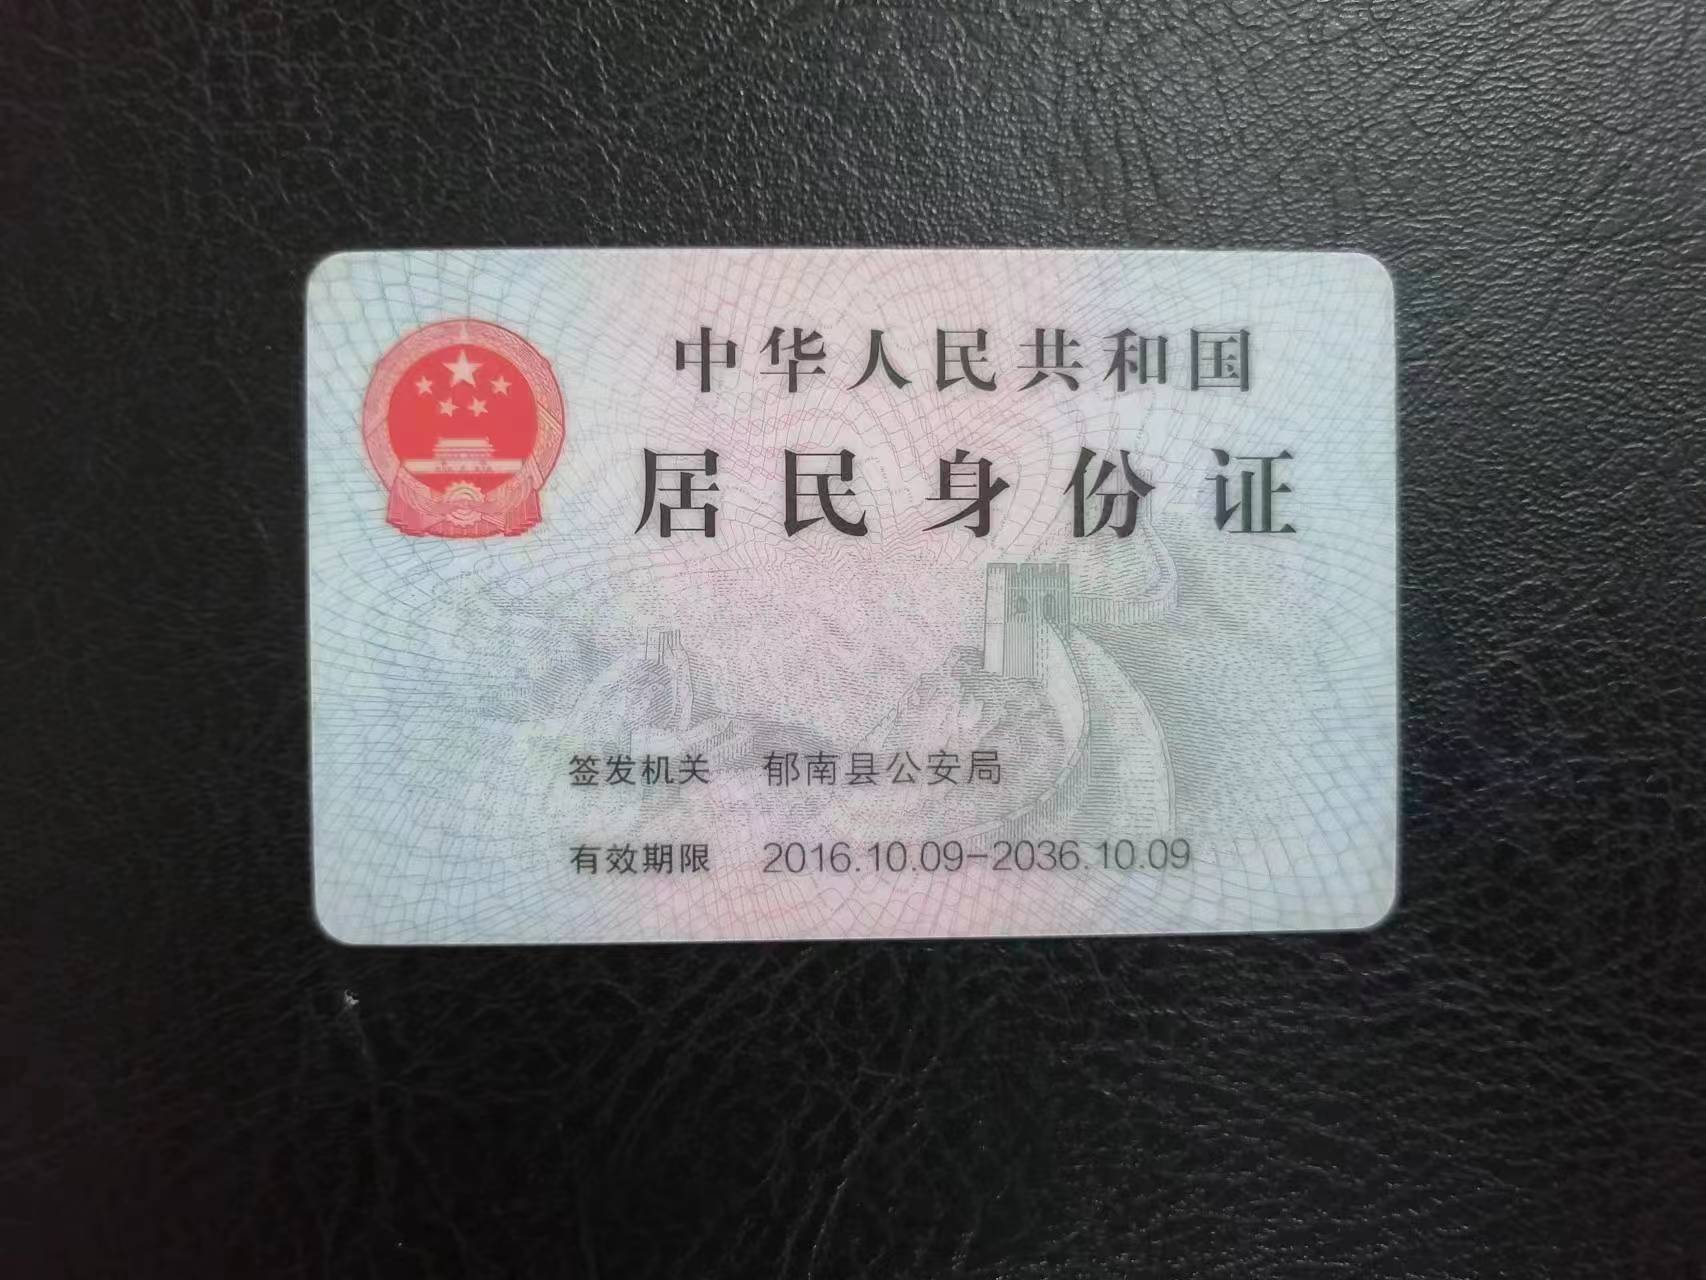 中华人民共和国
居民身份证
签发机关 郁南县公安局
有效期限 2016.10.09-2036.10.09